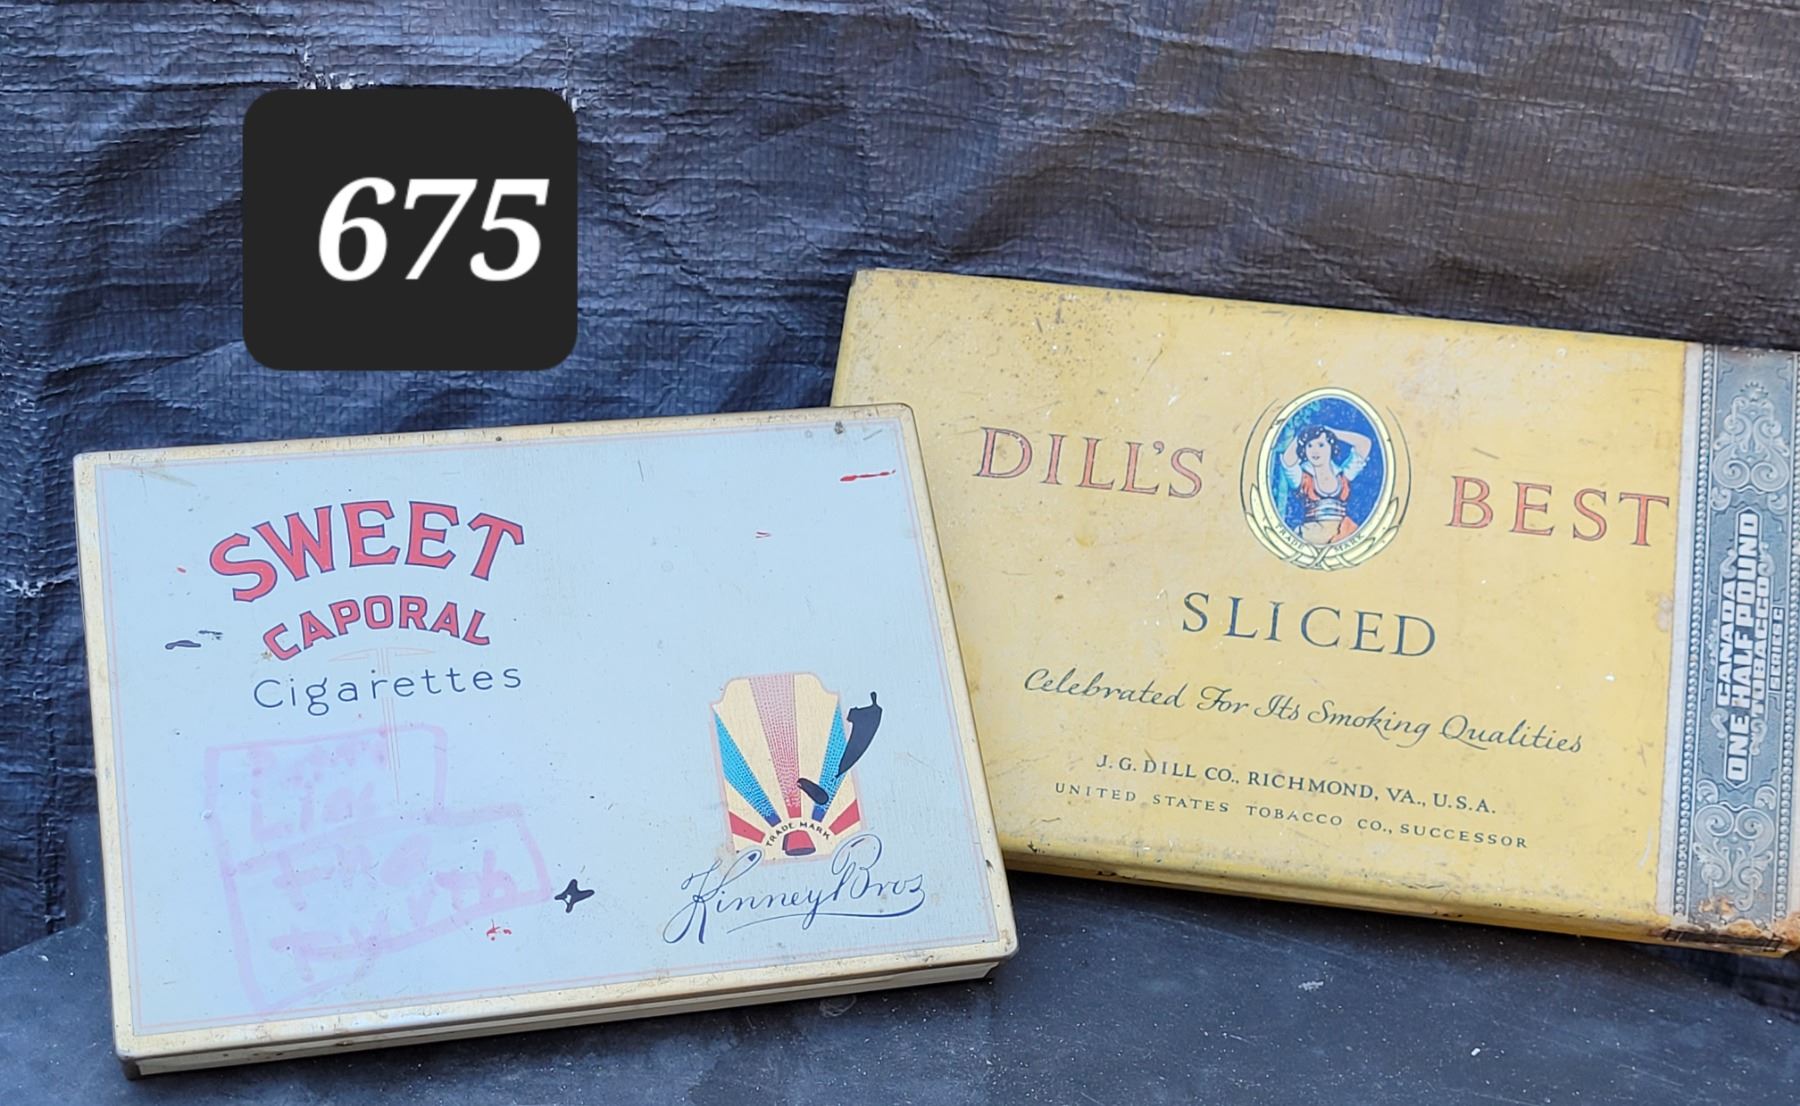 675
SWEET
CAPORAL
Cigarettes
TRADE MARK
Kinney Bros
DILL'S BEST
TRADE MARK
SLICED
Celebrated For Its Smoking Qualities
J. G. DILL CO., RICHMOND, VA., U.S.A.
UNITED STATES TOBACCO CO., SUCCESSOR
CANADA
ONE HALF POUND
TOBACCO
SERIES C